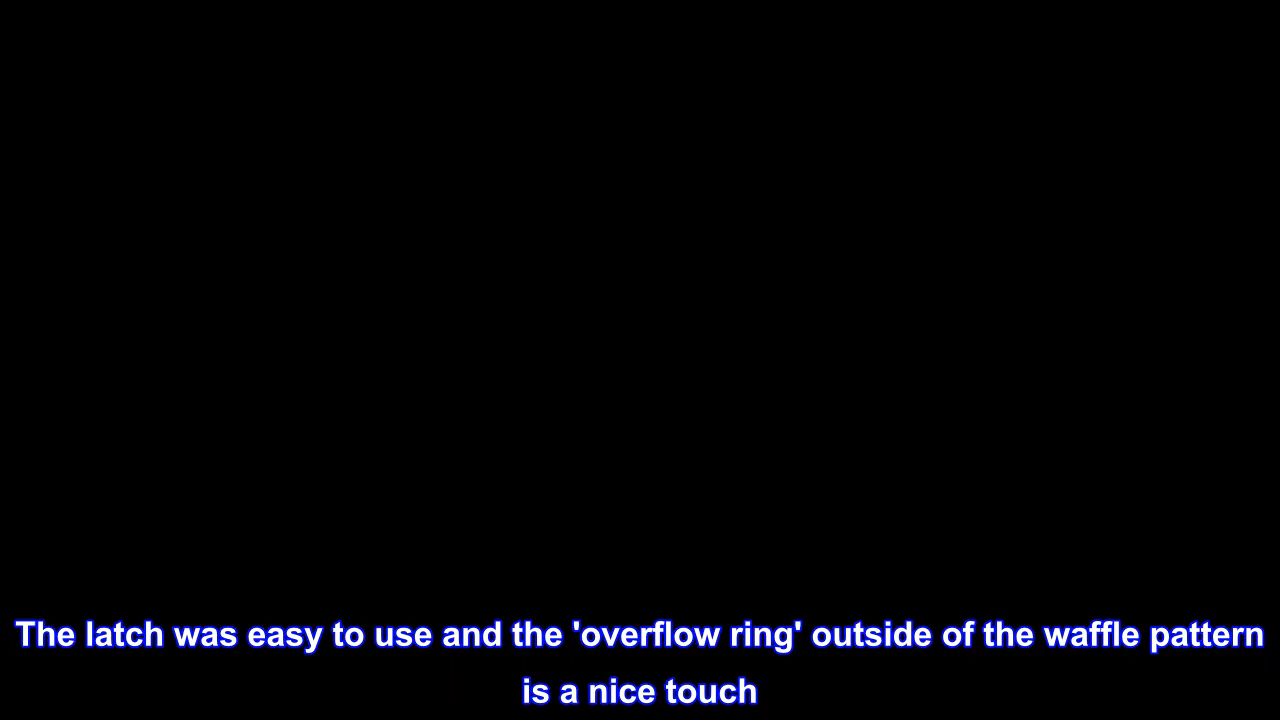 The latch was easy to use and the 'overflow ring' outside of the waffle pattern
is a nice touch